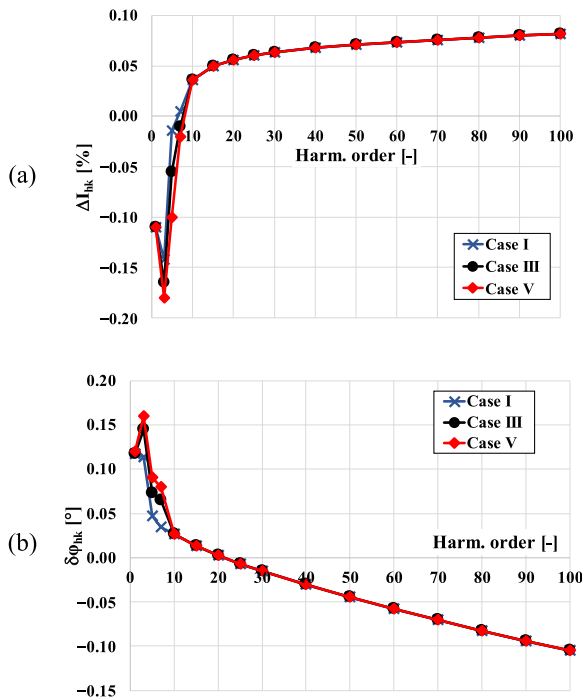 (a)
ΔI_hk [%]
0.10
0.05
0.00
−0.05
−0.10
−0.15
−0.20
0 10 20 30 40 50 60 70 80 90 100
Harm. order [-]
Case I
Case III
Case V
(b)
δφ_hk [°]
0.20
0.15
0.10
0.05
0.00
−0.05
−0.10
−0.15
Case I
Case III
Case V
Harm. order [-]
0 10 20 30 40 50 60 70 80 90 100